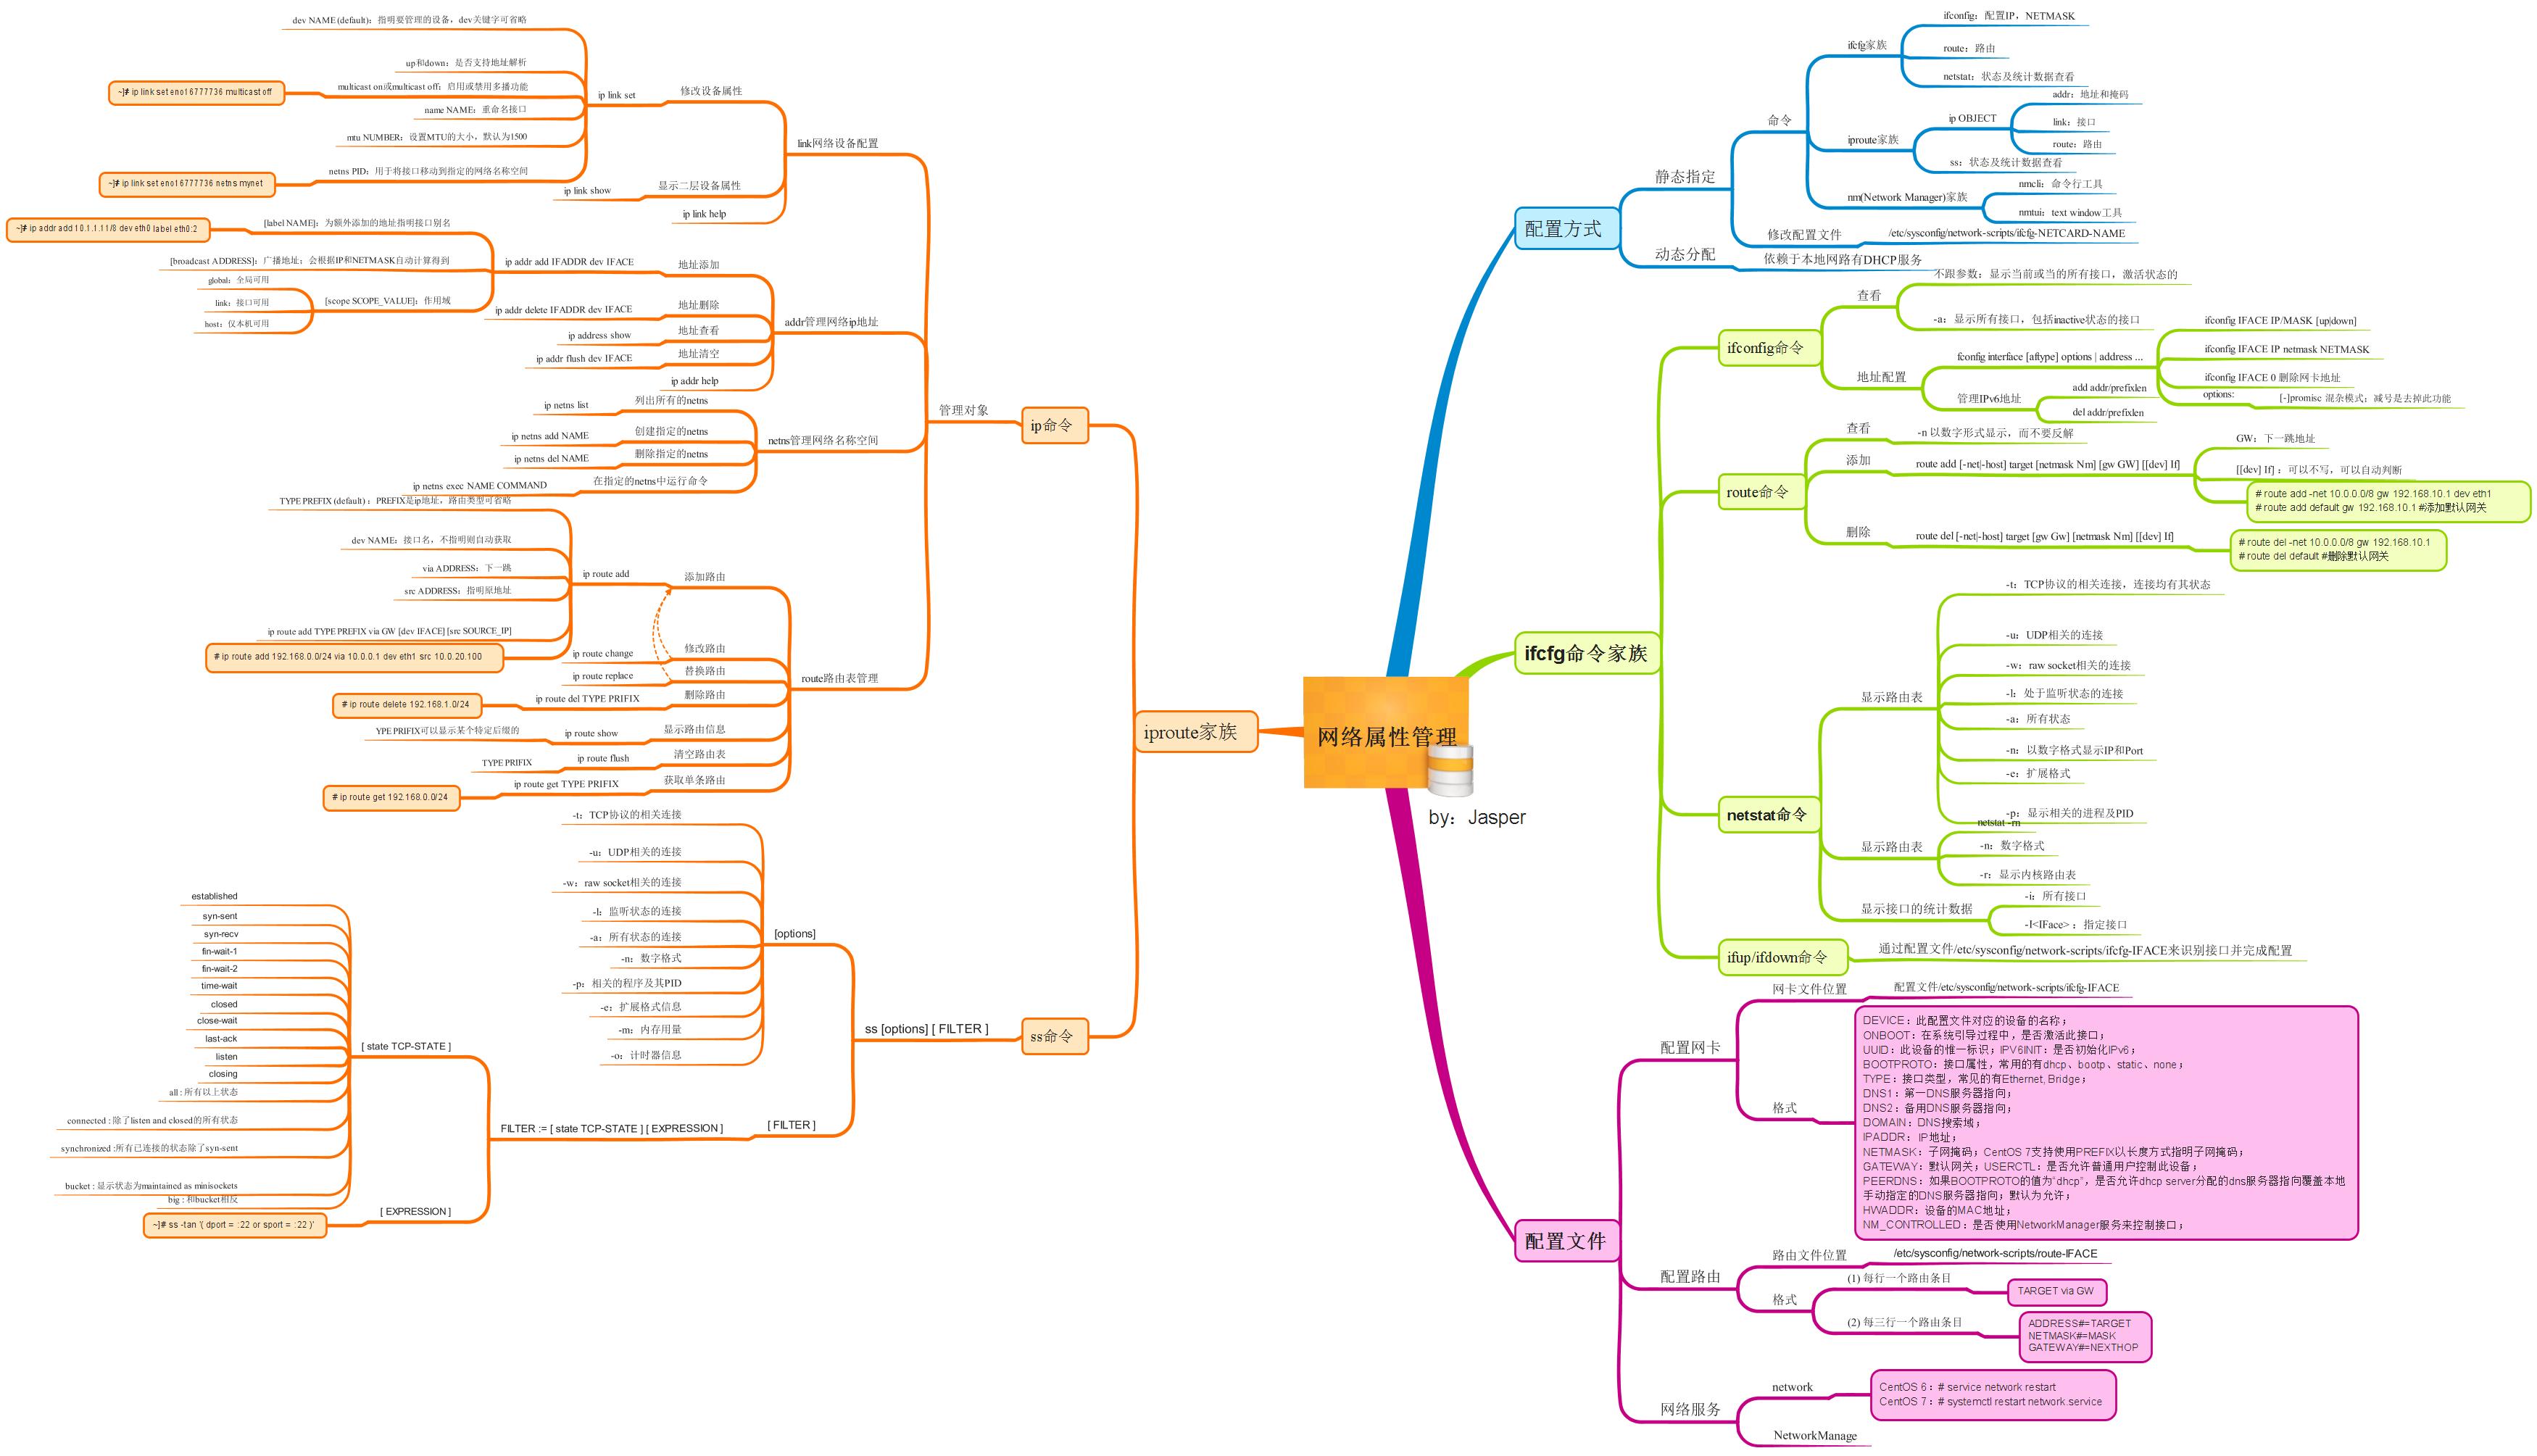 网络属性管理
by：Jasper
配置方式
静态指定
命令
ifcfg家族
ifconfig：配置IP，NETMASK
route：路由
netstat：状态及统计数据查看
iproute家族
ip OBJECT
addr：地址和掩码
link：接口
route：路由
ss：状态及统计数据查看
nm(Network Manager)家族
nmcli：命令行工具
nmtui：text window工具
修改配置文件
/etc/sysconfig/network-scripts/ifcfg-NETCARD-NAME
动态分配
依赖于本地网路有DHCP服务
ifcfg命令家族
ifconfig命令
查看
不跟参数：显示当前或当的所有接口，激活状态的
-a：显示所有接口，包括inactive状态的接口
地址配置
fconfig interface [aftype] options | address ...
ifconfig IFACE IP/MASK [up|down]
ifconfig IFACE IP netmask NETMASK
ifconfig IFACE 0 删除网卡地址
options:
[-]promisc 混杂模式：减号是去掉此功能
管理IPv6地址
add addr/prefixlen
del addr/prefixlen
route命令
查看
-n 以数字形式显示，而不要反解
添加
route add [-net|-host] target [netmask Nm] [gw GW] [[dev] If]
GW：下一跳地址
[[dev] If]：可以不写，可以自动判断
# route add -net 10.0.0.0/8 gw 192.168.10.1 dev eth1
# route add default gw 192.168.10.1 #添加默认网关
删除
route del [-net|-host] target [gw Gw] [netmask Nm] [[dev] If]
# route del -net 10.0.0.0/8 gw 192.168.10.1
# route del default #删除默认网关
netstat命令
显示路由表
-t：TCP协议的相关连接，连接均有其状态
-u：UDP相关的连接
-w：raw socket相关的连接
-l：处于监听状态的连接
-a：所有状态
-n：以数字格式显示IP和Port
-e：扩展格式
-p：显示相关的进程及PID
显示路由表
netstat -rn
-n：数字格式
-r：显示内核路由表
显示接口的统计数据
-i：所有接口
-I<IFace>：指定接口
ifup/ifdown命令
通过配置文件/etc/sysconfig/network-scripts/ifcfg-IFACE来识别接口并完成配置
配置文件
配置网卡
网卡文件位置
配置文件/etc/sysconfig/network-scripts/ifcfg-IFACE
格式
DEVICE：此配置文件对应的设备的名称；
ONBOOT：在系统引导过程中，是否激活此接口；
UUID：此设备的惟一标识；IPV6INIT：是否初始化IPv6；
BOOTPROTO：接口属性，常用的有dhcp、bootp、static、none；
TYPE：接口类型，常见的有Ethernet, Bridge；
DNS1：第一DNS服务器指向；
DNS2：备用DNS服务器指向；
DOMAIN：DNS搜索域；
IPADDR： IP地址；
NETMASK：子网掩码；CentOS 7支持使用PREFIX以长度方式指明子网掩码；
GATEWAY：默认网关；USERCTL：是否允许普通用户控制此设备；
PEERDNS：如果BOOTPROTO的值为“dhcp”，是否允许dhcp server分配的dns服务器指向覆盖本地
手动指定的DNS服务器指向；默认为允许；
HWADDR：设备的MAC地址；
NM_CONTROLLED：是否使用NetworkManager服务来控制接口；
配置路由
路由文件位置
/etc/sysconfig/network-scripts/route-IFACE
格式
(1) 每行一个路由条目
TARGET via GW
(2) 每三行一个路由条目
ADDRESS#=TARGET
NETMASK#=MASK
GATEWAY#=NEXTHOP
网络服务
network
CentOS 6：# service network restart
CentOS 7：# systemctl restart network.service
NetworkManage
iproute家族
ip命令
管理对象
link网络设备配置
修改设备属性
ip link set
dev NAME (default)：指明要管理的设备，dev关键字可省略
up和down：是否支持地址解析
multicast on或multicast off：启用或禁用多播功能
~]# ip link set eno16777736 multicast off
name NAME：重命名接口
mtu NUMBER：设置MTU的大小，默认为1500
netns PID：用于将接口移动到指定的网络名称空间
~]# ip link set eno16777736 netns mynet
显示二层设备属性
ip link show
ip link help
addr管理网络ip地址
地址添加
ip addr add IFADDR dev IFACE
[label NAME]：为额外添加的地址指明接口别名
~]# ip addr add 10.1.1.11/8 dev eth0 label eth0:2
[broadcast ADDRESS]：广播地址；会根据IP和NETMASK自动计算得到
[scope SCOPE_VALUE]：作用域
global：全局可用
link：接口可用
host：仅本机可用
地址删除
ip addr delete IFADDR dev IFACE
地址查看
ip address show
地址清空
ip addr flush dev IFACE
ip addr help
netns管理网络名称空间
列出所有的netns
ip netns list
创建指定的netns
ip netns add NAME
删除指定的netns
ip netns del NAME
在指定的netns中运行命令
ip netns exec NAME COMMAND
route路由表管理
添加路由
ip route add
TYPE PREFIX (default)：PREFIX是ip地址，路由类型可省略
dev NAME：接口名，不指明则自动获取
via ADDRESS：下一跳
src ADDRESS：指明原地址
ip route add TYPE PREFIX via GW [dev IFACE] [src SOURCE_IP]
# ip route add 192.168.0.0/24 via 10.0.0.1 dev eth1 src 10.0.20.100
修改路由
ip route change
替换路由
ip route replace
删除路由
ip route del TYPE PRIFIX
# ip route delete 192.168.1.0/24
显示路由信息
ip route show
YPE PRIFIX可以显示某个特定后缀的
清空路由表
ip route flush
TYPE PRIFIX
获取单条路由
ip route get TYPE PRIFIX
# ip route get 192.168.0.0/24
ss命令
ss [options] [ FILTER ]
[options]
-t：TCP协议的相关连接
-u：UDP相关的连接
-w：raw socket相关的连接
-l：监听状态的连接
-a：所有状态的连接
-n：数字格式
-p：相关的程序及其PID
-e：扩展格式信息
-m：内存用量
-o：计时器信息
[ FILTER ]
FILTER := [ state TCP-STATE ] [ EXPRESSION ]
[ state TCP-STATE ]
established
syn-sent
syn-recv
fin-wait-1
fin-wait-2
time-wait
closed
close-wait
last-ack
listen
closing
all : 所有以上状态
connected : 除了listen and closed的所有状态
synchronized :所有已连接的状态除了syn-sent
bucket : 显示状态为maintained as minisockets
big : 和bucket相反
[ EXPRESSION ]
~]# ss -tan '( dport = :22 or sport = :22 )'